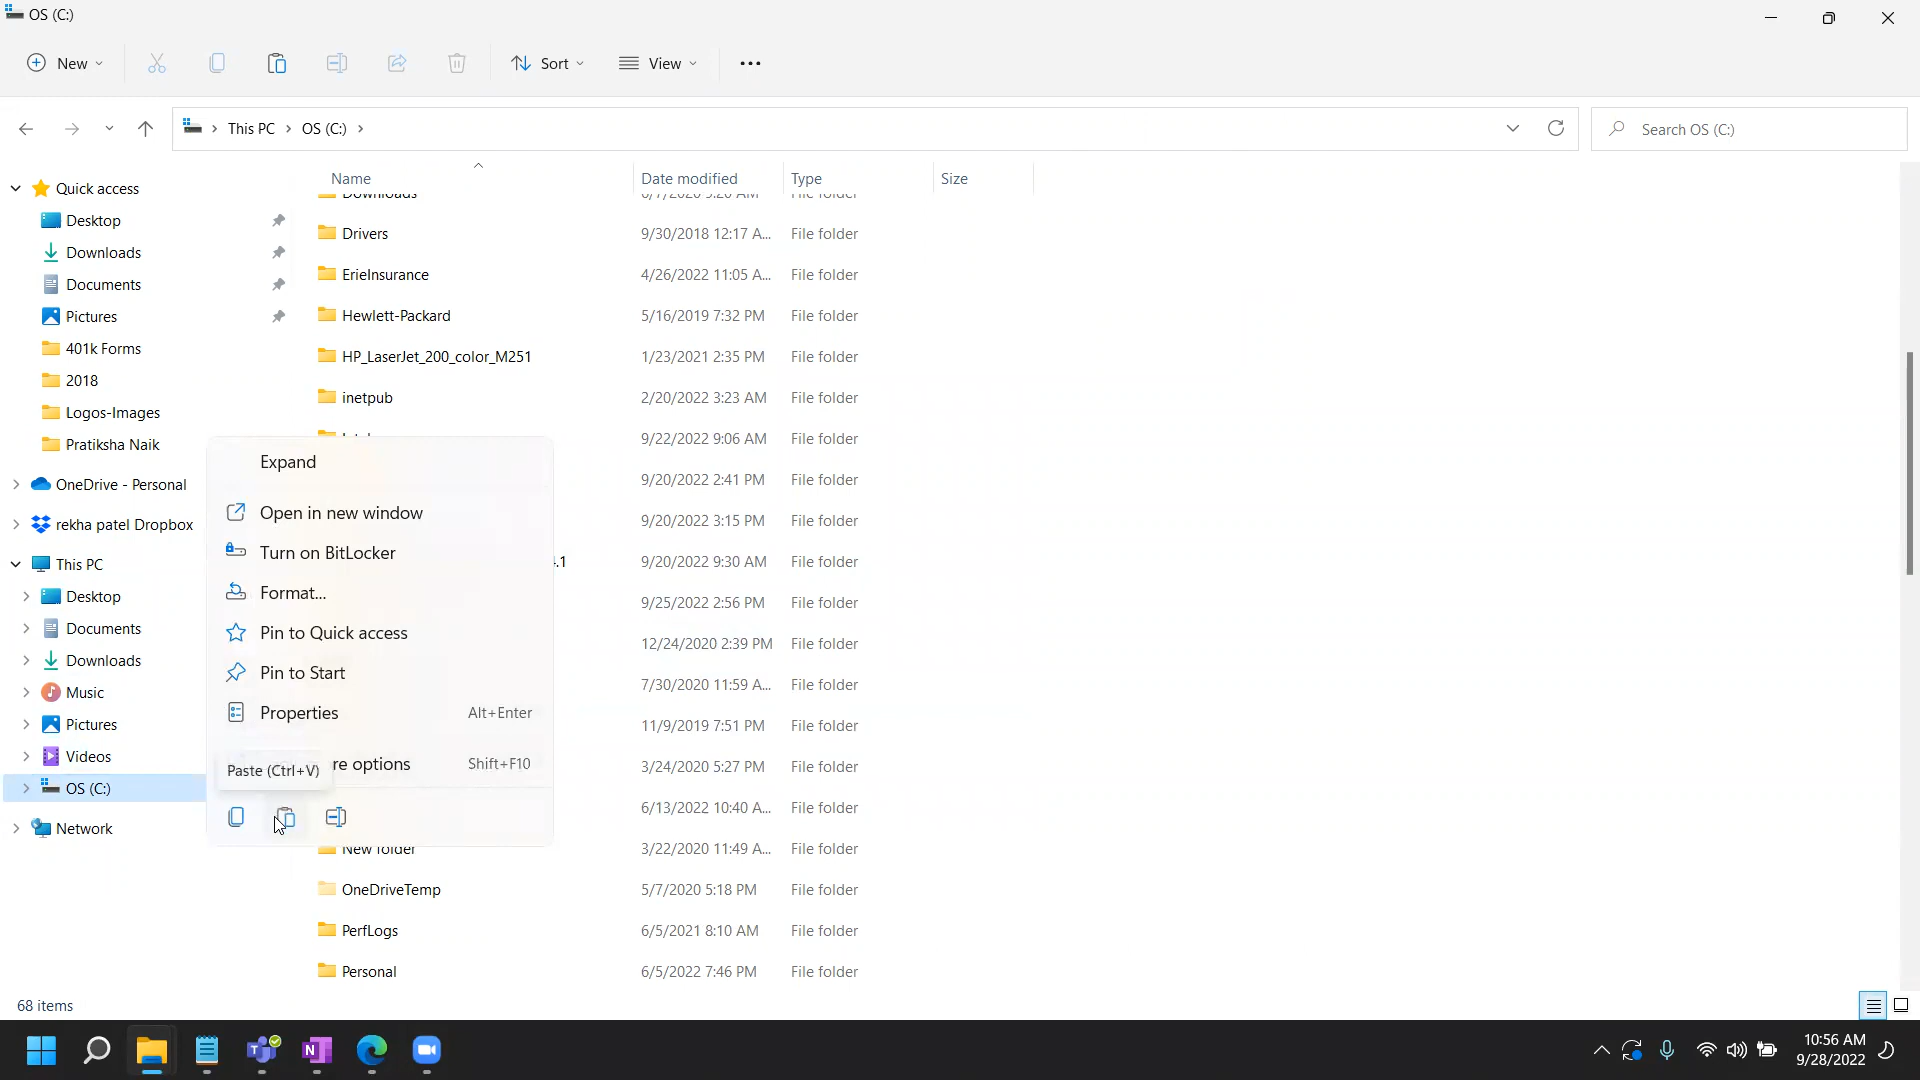 OS (C:)
New
Sort
View
This PC
OS (C:)
Search OS (C:)
Name
Date modified
Type
Size
Quick access
Desktop
Downloads
Documents
Pictures
401k Forms
2018
Logos-Images
Pratiksha Naik
OneDrive - Personal
rekha patel Dropbox
This PC
Desktop
Documents
Downloads
Music
Pictures
Videos
OS (C:)
Network
Downloads
Drivers 9/30/2018 12:17 A... File folder
ErieInsurance 4/26/2022 11:05 A... File folder
Hewlett-Packard 5/16/2019 7:32 PM File folder
HP_LaserJet_200_color_M251 1/23/2021 2:35 PM File folder
inetpub 2/20/2022 3:23 AM File folder
9/22/2022 9:06 AM File folder
9/20/2022 2:41 PM File folder
9/20/2022 3:15 PM File folder
.1 9/20/2022 9:30 AM File folder
9/25/2022 2:56 PM File folder
12/24/2020 2:39 PM File folder
7/30/2020 11:59 A... File folder
11/9/2019 7:51 PM File folder
3/24/2020 5:27 PM File folder
6/13/2022 10:40 A... File folder
New folder 3/22/2020 11:49 A... File folder
OneDriveTemp 5/7/2020 5:18 PM File folder
PerfLogs 6/5/2021 8:10 AM File folder
Personal 6/5/2022 7:46 PM File folder
Expand
Open in new window
Turn on BitLocker
Format...
Pin to Quick access
Pin to Start
Properties Alt+Enter
re options Shift+F10
Paste (Ctrl+V)
68 items
10:56 AM
9/28/2022